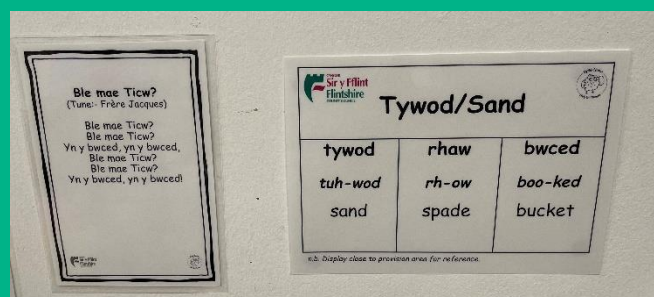 Ble mae Ticw?
(Tune:- Frère Jacques)
Ble mae Ticw?
Ble mae Ticw?
Yn y bwced, yn y bwced,
Ble mae Ticw?
Ble mae Ticw?
Yn y bwced, yn y bwced!
Sir y Fflint
Flintshire
Tywod/Sand
tywod rhaw bwced
tuh-wod rh-ow boo-ked
sand spade bucket
n.b. Display close to provision area for reference.